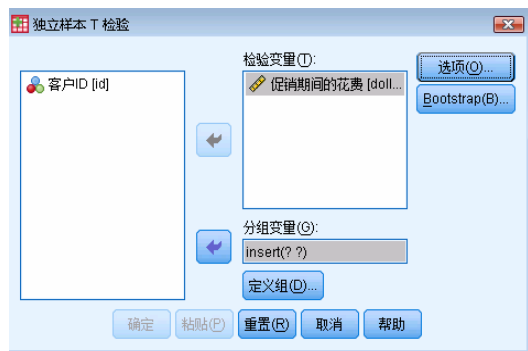 独立样本 T 检验
客户ID [id]
检验变量(T):
促销期间的花费 [doll...
选项(O)...
Bootstrap(B)...
分组变量(G):
insert(? ?)
定义组(D)...
确定
粘贴(P)
重置(R)
取消
帮助